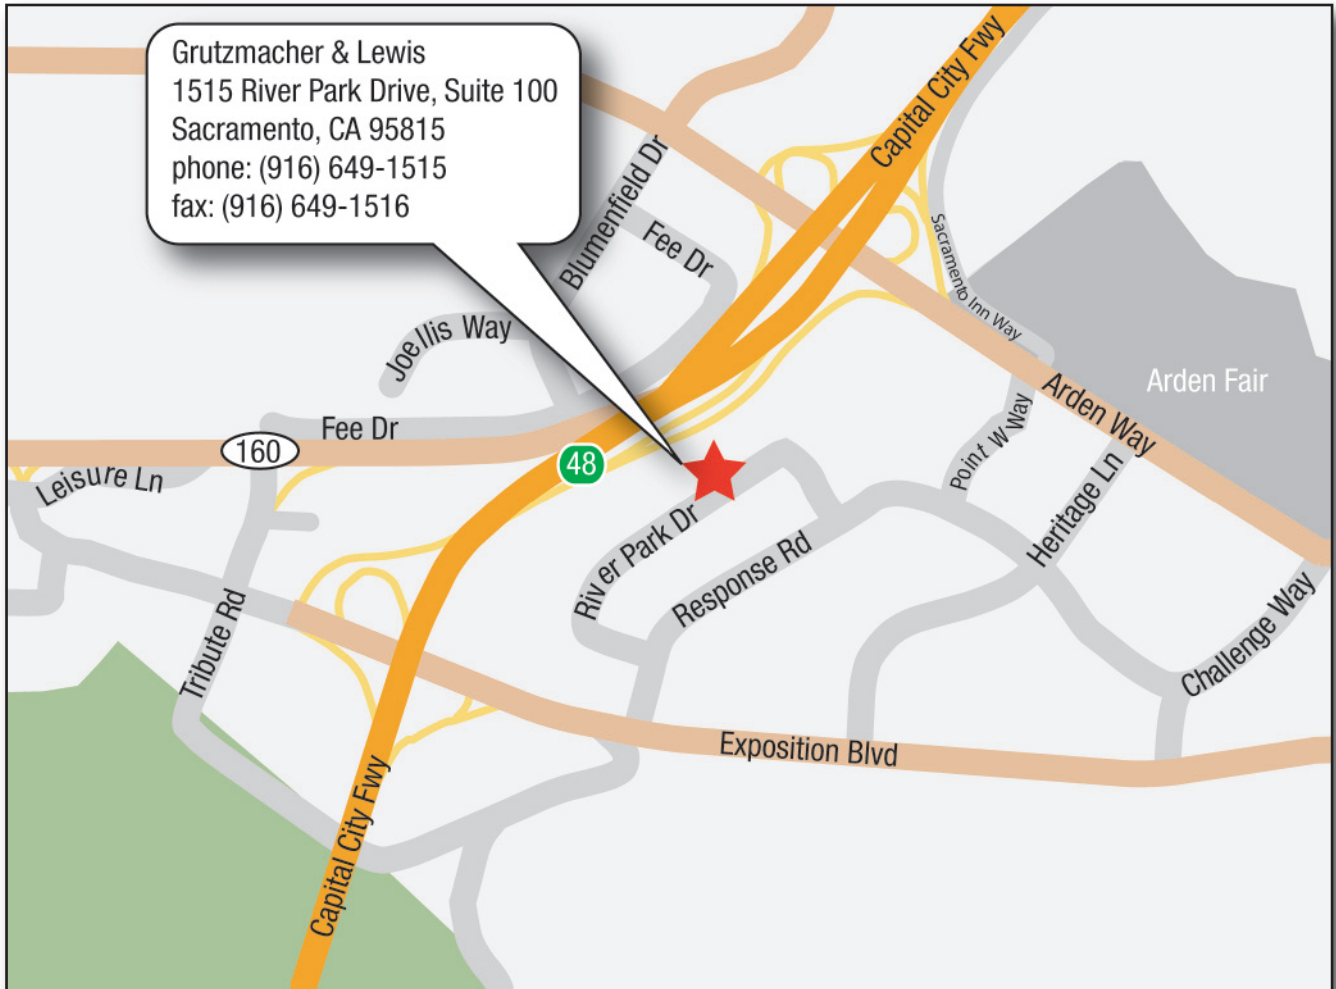 Grutzmacher & Lewis
1515 River Park Drive, Suite 100
Sacramento, CA 95815
phone: (916) 649-1515
fax: (916) 649-1516
Capital City Fwy
Blumenfield Dr
Fee Dr
Sacramento Inn Way
Joellis Way
Arden Fair
Arden Way
Fee Dr
160
48
Point W Way
Leisure Ln
Heritage Ln
River Park Dr
Response Rd
Tribute Rd
Challenge Way
Exposition Blvd
Capital City Fwy